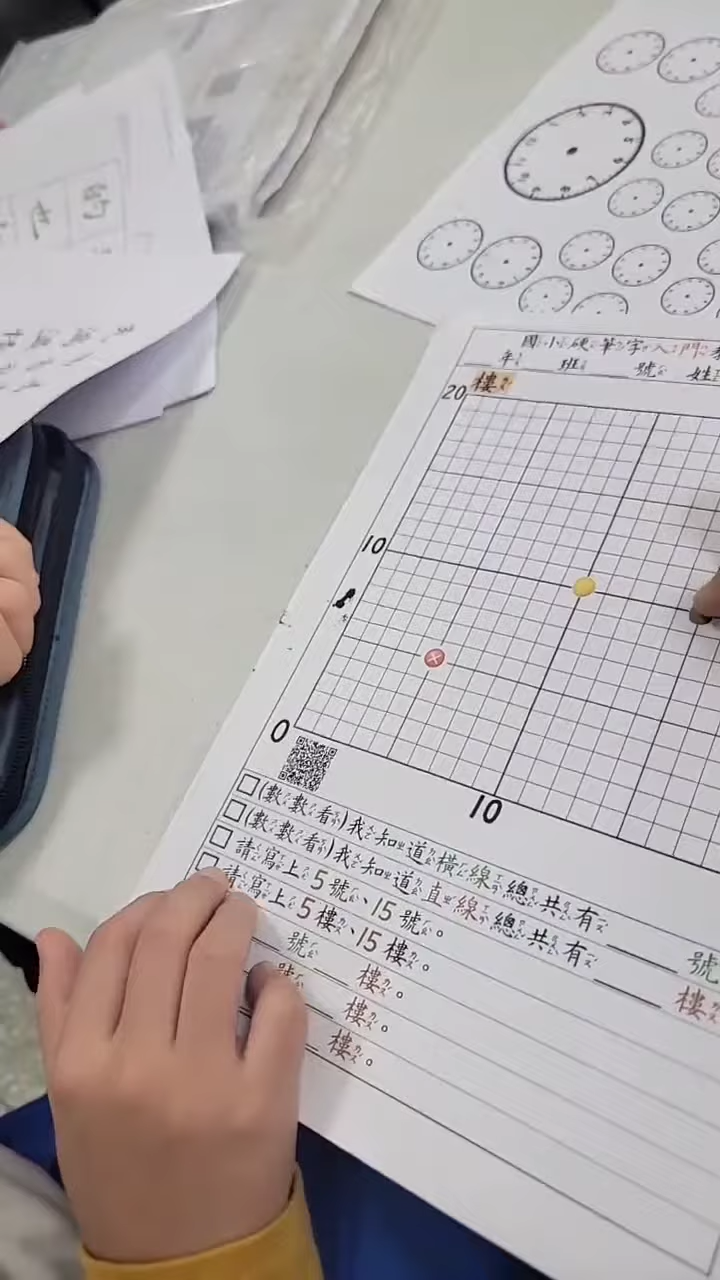 國小硬筆字入門
年 班 號 姓
20 樓
10
0
10
(數數看)我知道橫線總共有 號
(數數看)我知道直線總共有 樓
請寫上5號、15號。
請寫上5樓、15樓。
號 樓。
號 樓。
樓。